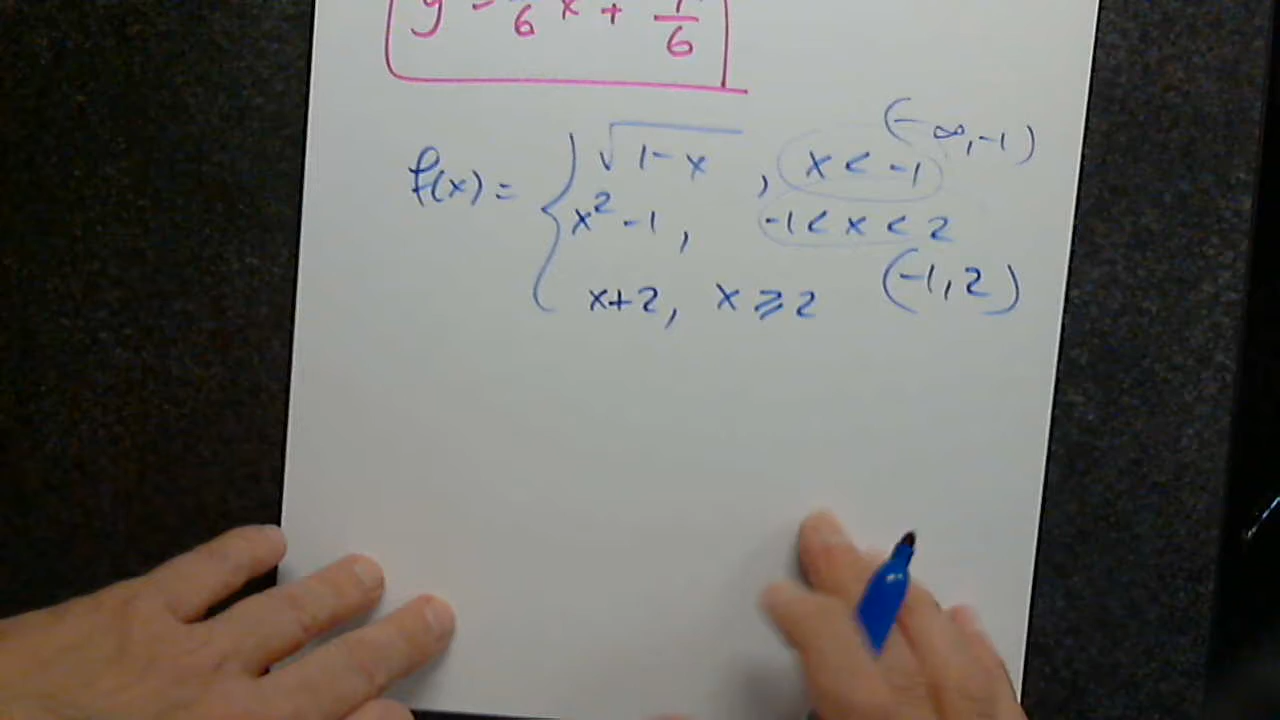 y = 6 x + 6
(-∞,-1)
f(x) = { √1-x , x < -1
x² -1 , -1 < x < 2
x+2, x ⩾ 2 (-1,2)